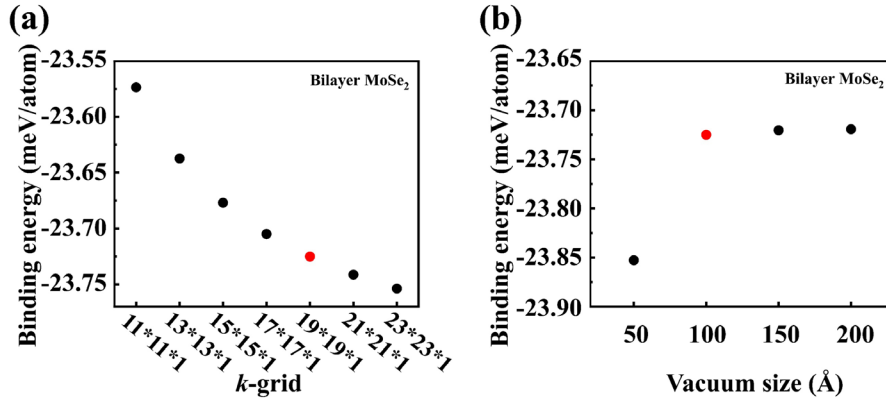 (a)
Binding energy (meV/atom)
-23.55
-23.60
-23.65
-23.70
-23.75
Bilayer MoSe₂
11*11*1
13*13*1
15*15*1
17*17*1
19*19*1
21*21*1
23*23*1
k-grid
(b)
Binding energy (meV/atom)
-23.65
-23.70
-23.75
-23.80
-23.85
-23.90
Bilayer MoSe₂
50
100
150
200
Vacuum size (Å)